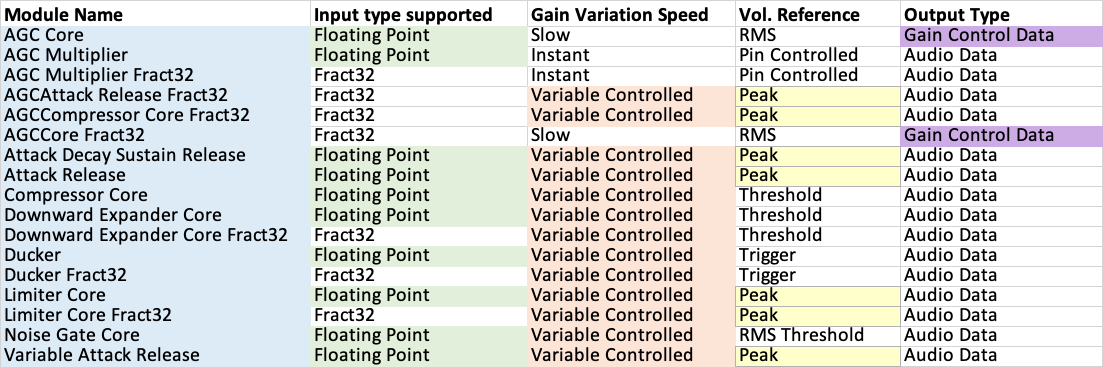 Module Name Input type supported Gain Variation Speed Vol. Reference Output Type
AGC Core Floating Point Slow RMS Gain Control Data
AGC Multiplier Floating Point Instant Pin Controlled Audio Data
AGC Multiplier Fract32 Fract32 Instant Pin Controlled Audio Data
AGCAttack Release Fract32 Fract32 Variable Controlled Peak Audio Data
AGCCompressor Core Fract32 Fract32 Variable Controlled Peak Audio Data
AGCCore Fract32 Fract32 Slow RMS Gain Control Data
Attack Decay Sustain Release Floating Point Variable Controlled Peak Audio Data
Attack Release Floating Point Variable Controlled Peak Audio Data
Compressor Core Floating Point Variable Controlled Threshold Audio Data
Downward Expander Core Floating Point Variable Controlled Threshold Audio Data
Downward Expander Core Fract32 Fract32 Variable Controlled Threshold Audio Data
Ducker Floating Point Variable Controlled Trigger Audio Data
Ducker Fract32 Fract32 Variable Controlled Trigger Audio Data
Limiter Core Floating Point Variable Controlled Peak Audio Data
Limiter Core Fract32 Fract32 Variable Controlled Peak Audio Data
Noise Gate Core Floating Point Variable Controlled RMS Threshold Audio Data
Variable Attack Release Floating Point Variable Controlled Peak Audio Data